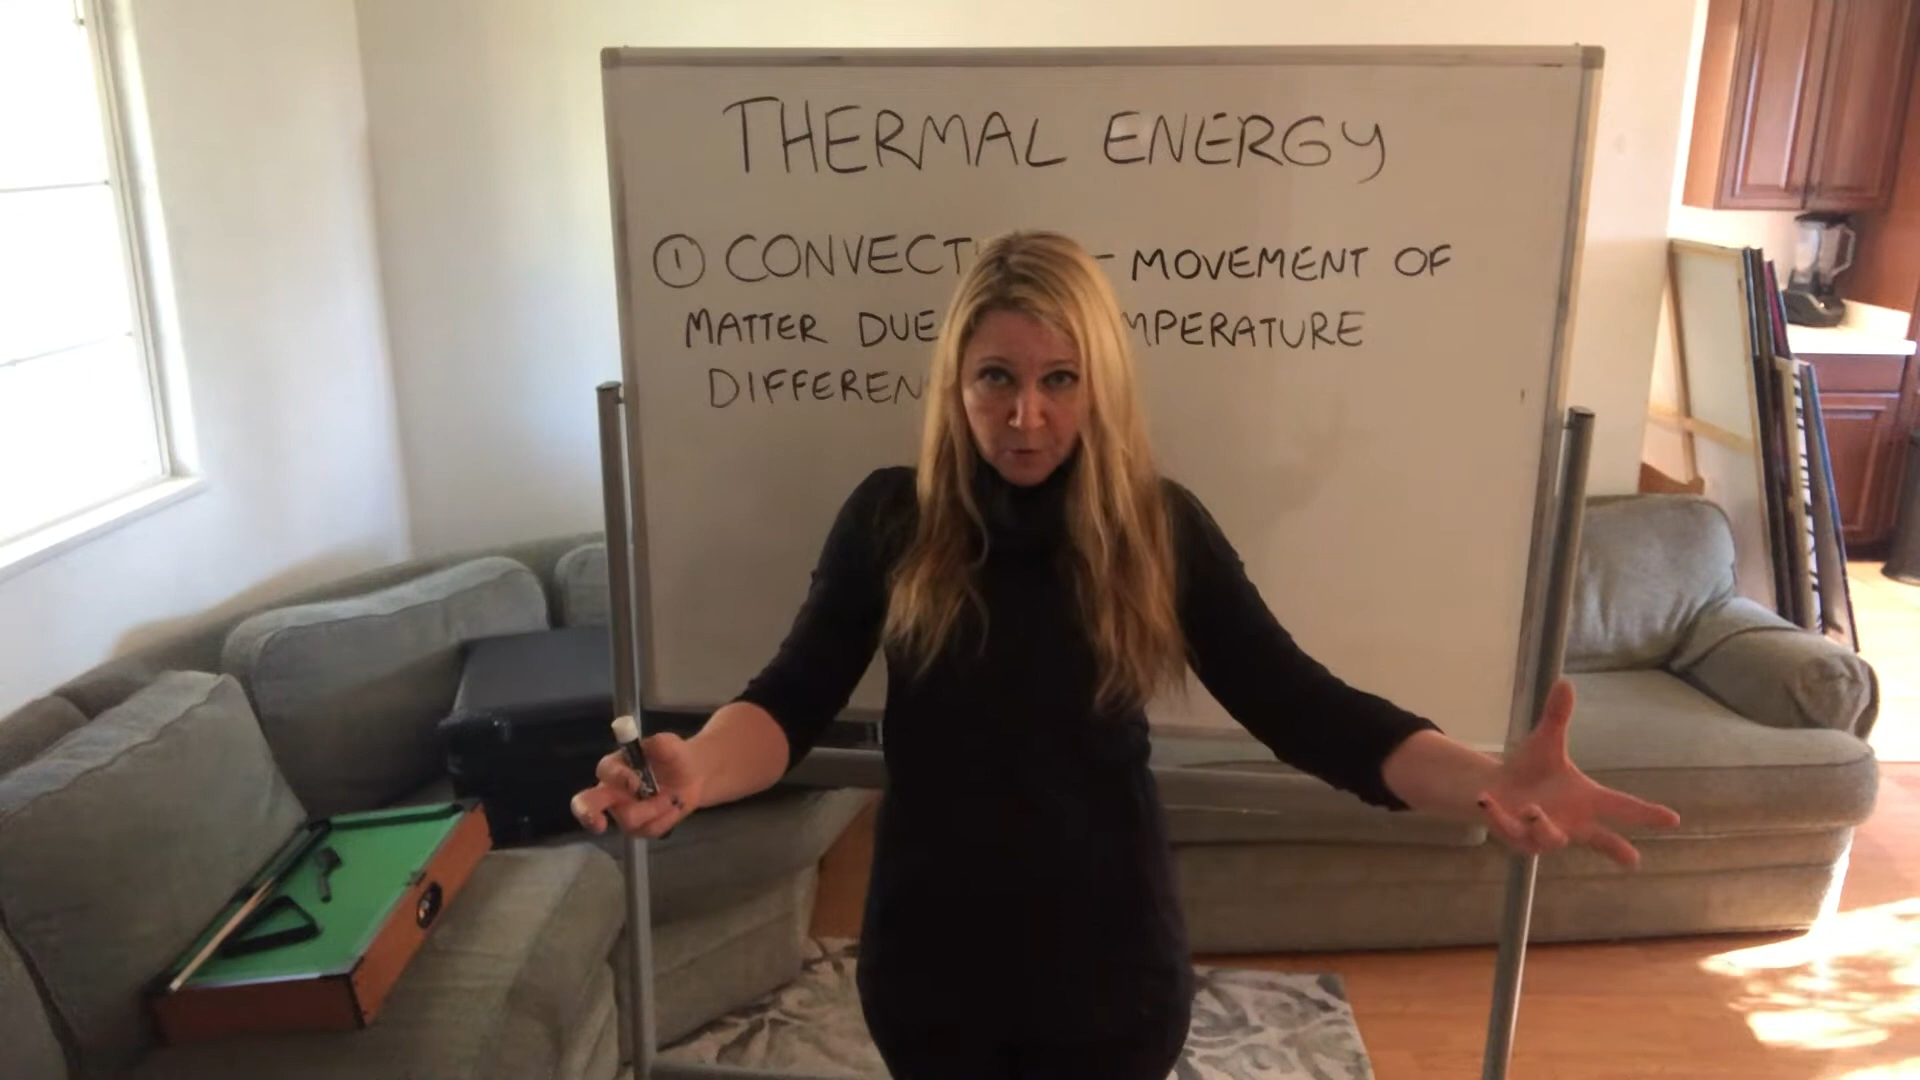 THERMAL ENERGY
① CONVECT - MOVEMENT OF
MATTER DUE MPERATURE
DIFFEREN